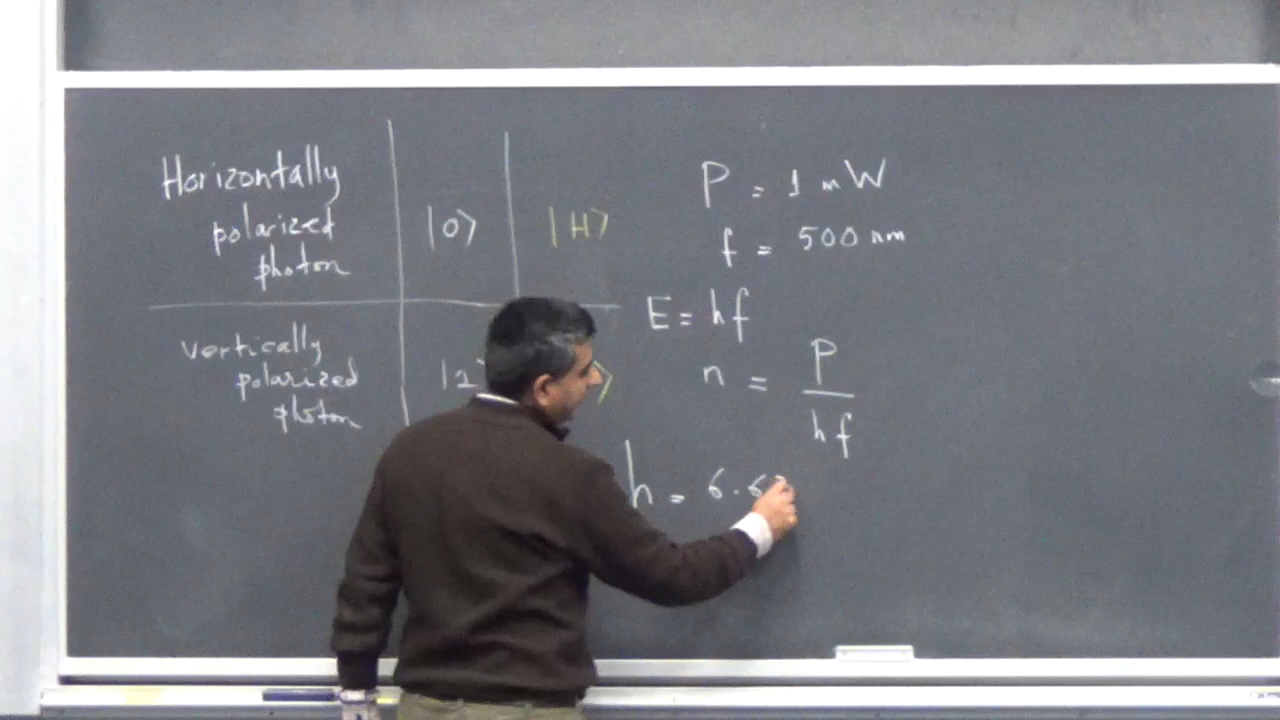 Horizontally
polarized
photon
|0⟩
|H⟩
vertically
polarized
photon
|1
⟩
P = 1 mW
f = 500 nm
E = hf
n = P / hf
h = 6.6